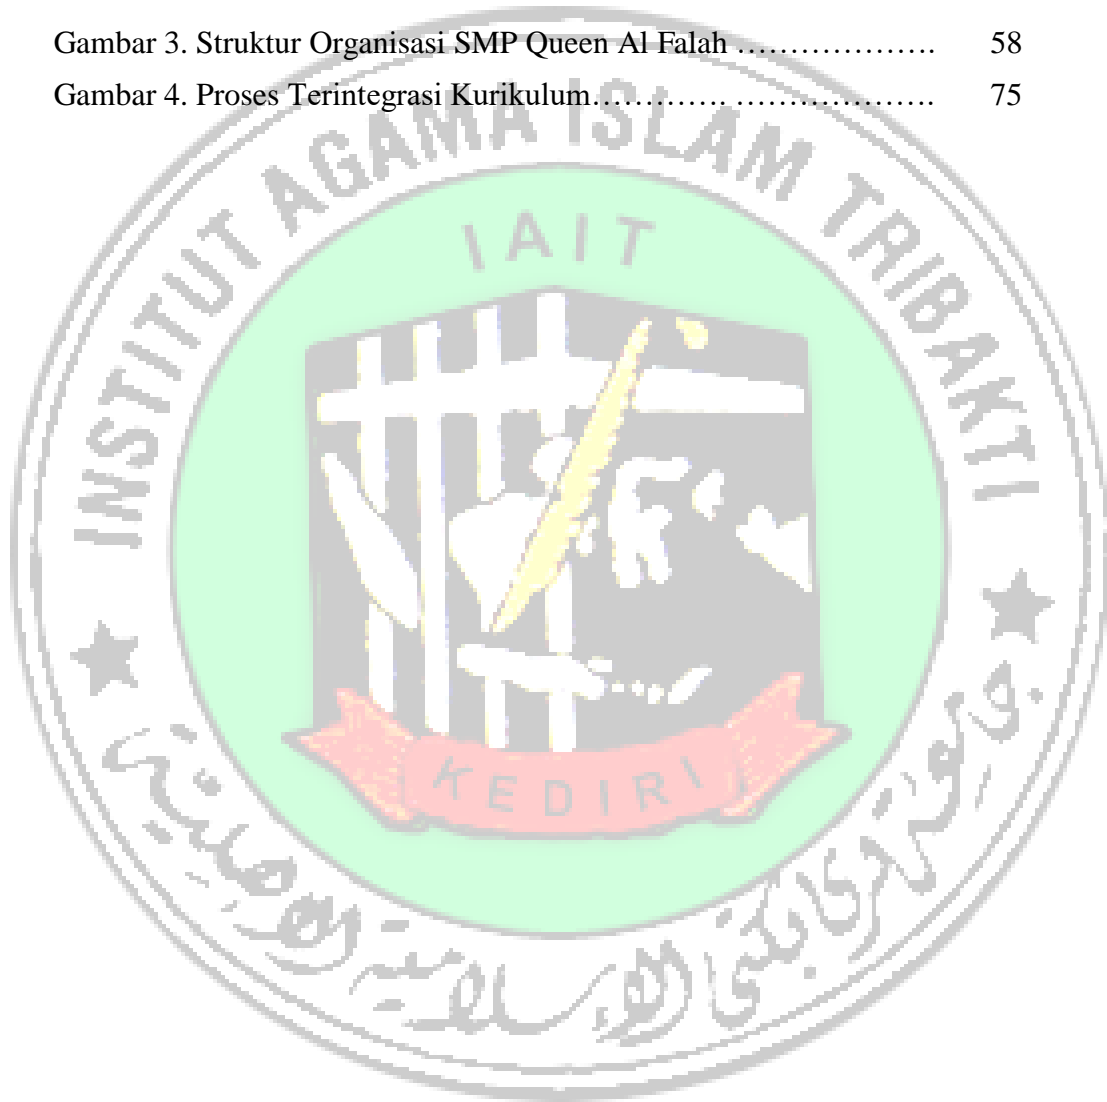 Gambar 3. Struktur Organisasi SMP Queen Al Falah ………………. 58
Gambar 4. Proses Terintegrasi Kurikulum…………. ………………. 75
INSTITUT AGAMA ISLAM TRIBAKTI
IAIT
KEDIRI